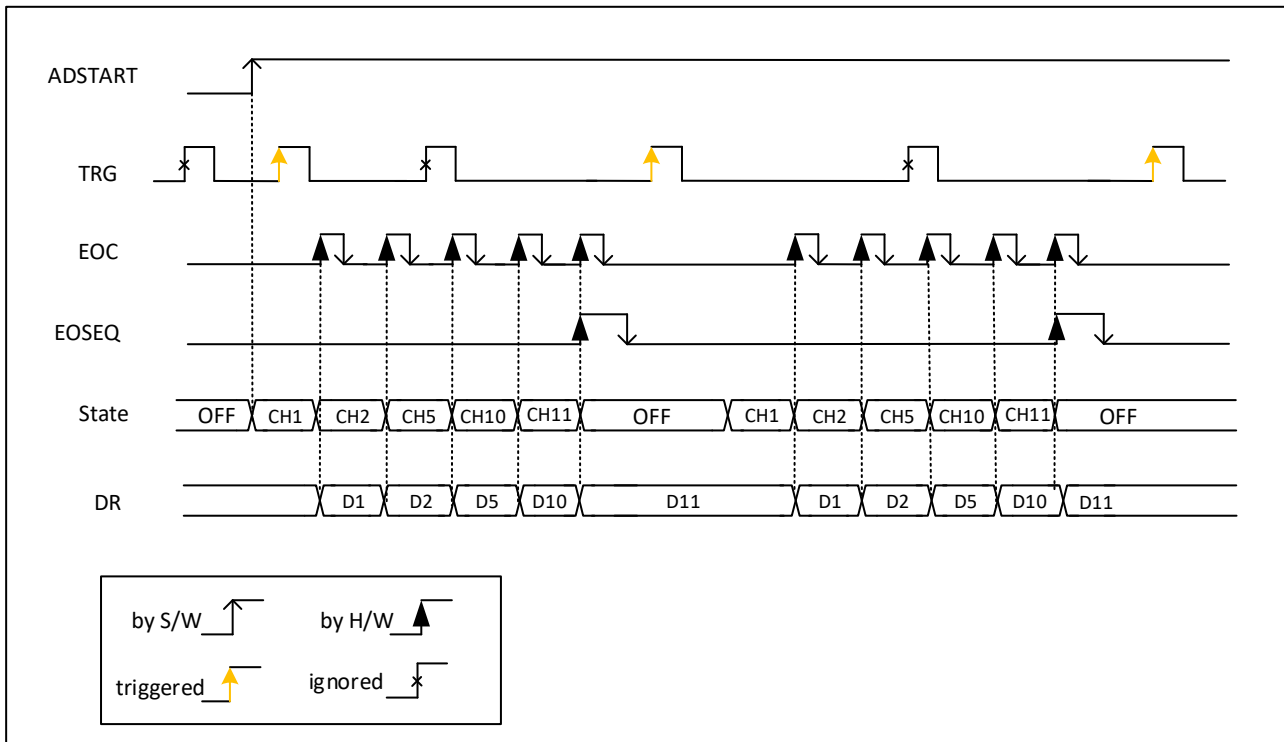 ADSTART
TRG
EOC
EOSEQ
State OFF CH1 CH2 CH5 CH10 CH11 OFF CH1 CH2 CH5 CH10 CH11 OFF
DR D1 D2 D5 D10 D11 D1 D2 D5 D10 D11
by S/W by H/W
triggered ignored